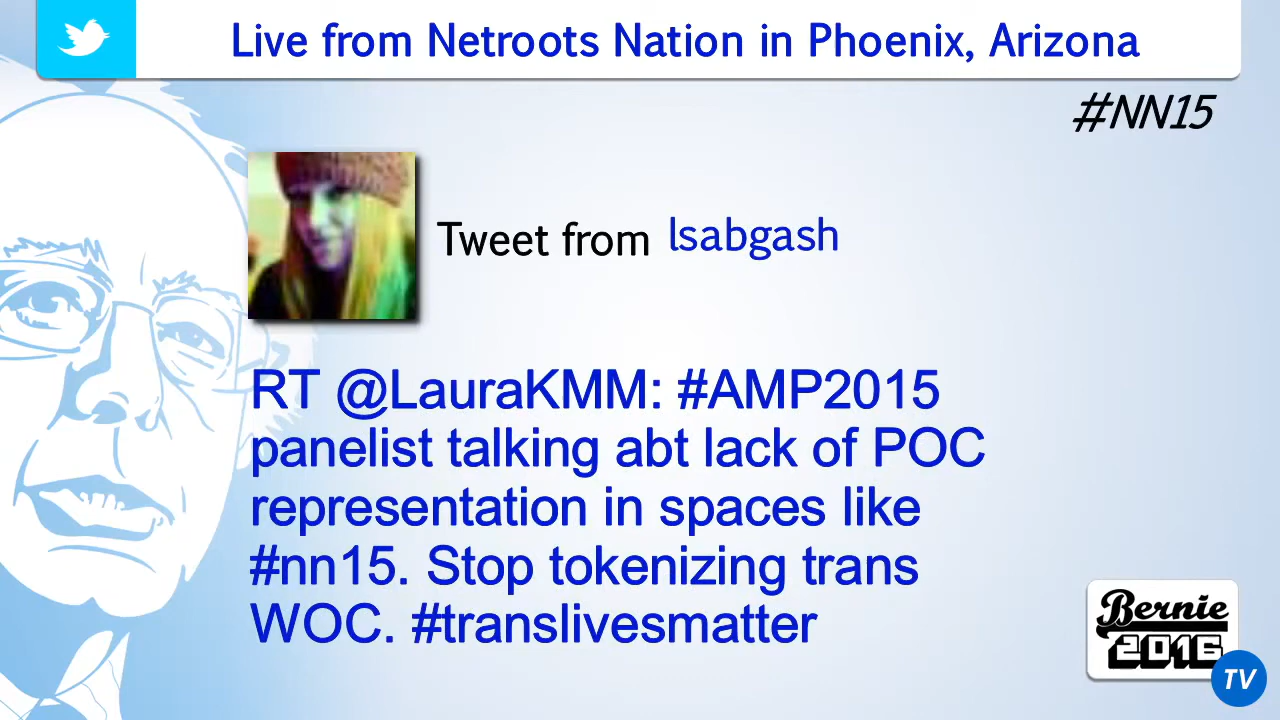 Live from Netroots Nation in Phoenix, Arizona
#NN15
Tweet from lsabgash
RT @LauraKMM: #AMP2015
panelist talking abt lack of POC
representation in spaces like
#nn15. Stop tokenizing trans
WOC. #translivesmatter
Bernie
2016
TV